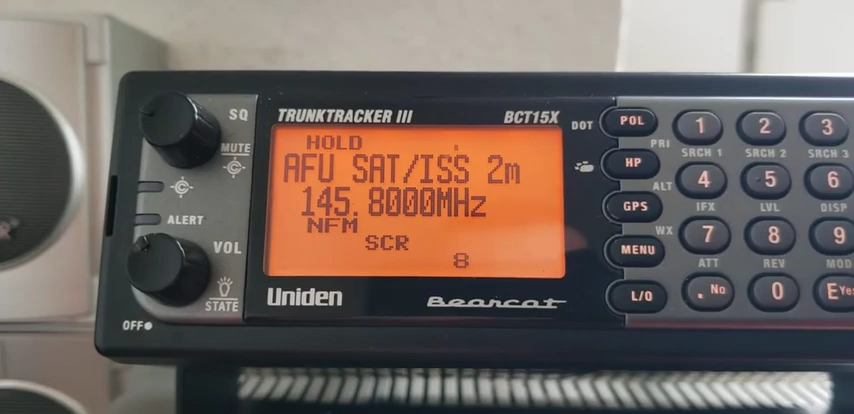 TRUNKTRACKER III BCT15X
SQ
MUTE
ALERT
VOL
STATE
OFF
HOLD
AFU SAT/ISS 2m
145.8000MHz
NFM
SCR
8
Uniden Bearcat
DOT POL 1 2 3
PRI SRCH 1 SRCH 2 SRCH 3
HP 4 5 6
ALT IFX LVL DISP
GPS 7 8 9
WX ATT REV MOD
MENU
L/O . No 0 E Yes